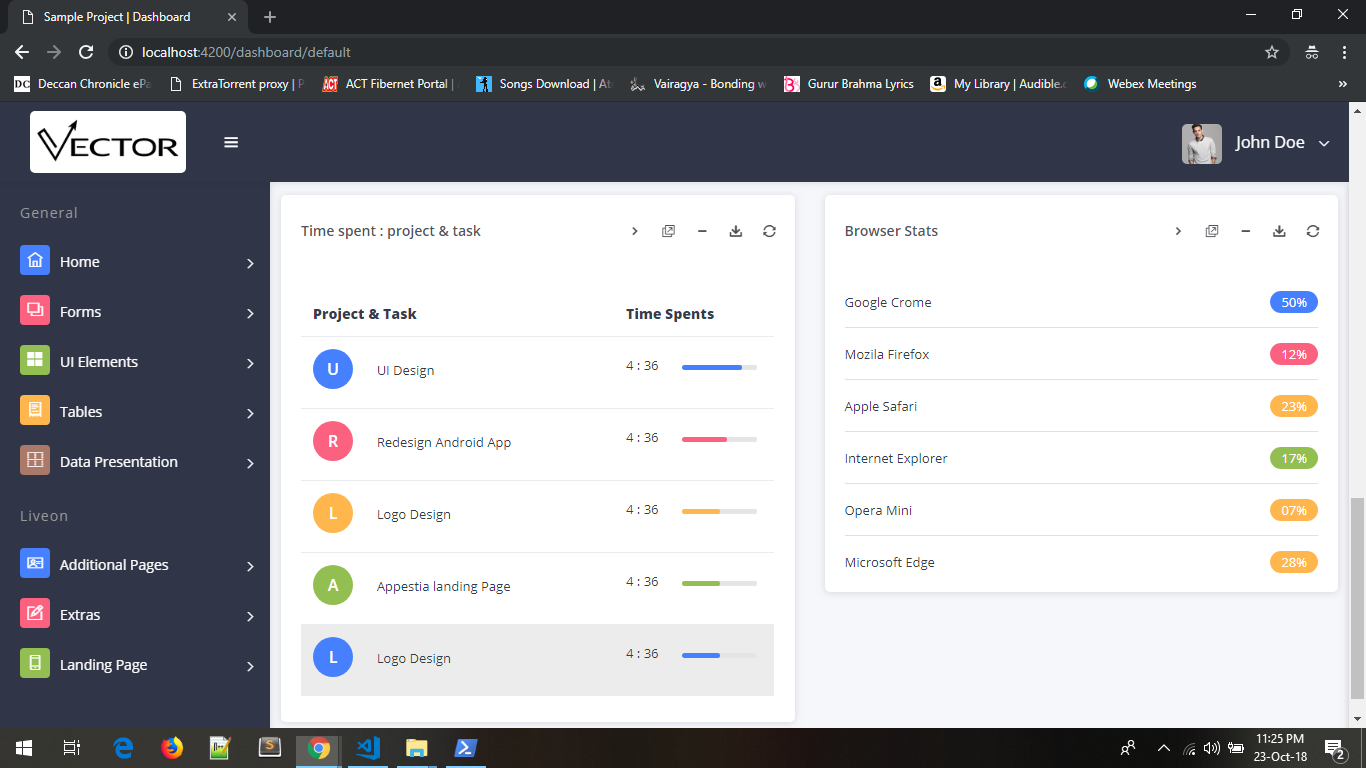 Sample Project | Dashboard
localhost:4200/dashboard/default
Deccan Chronicle ePa ExtraTorrent proxy | P ACT Fibernet Portal | Songs Download | At Vairagya - Bonding w Gurur Brahma Lyrics My Library | Audible.c Webex Meetings
VECTOR
John Doe
General
Home
Forms
UI Elements
Tables
Data Presentation
Liveon
Additional Pages
Extras
Landing Page
Time spent : project & task
Project & Task Time Spents
U UI Design 4 : 36
R Redesign Android App 4 : 36
L Logo Design 4 : 36
A Appestia landing Page 4 : 36
L Logo Design 4 : 36
Browser Stats
Google Crome 50%
Mozila Firefox 12%
Apple Safari 23%
Internet Explorer 17%
Opera Mini 07%
Microsoft Edge 28%
11:25 PM
23-Oct-18
2